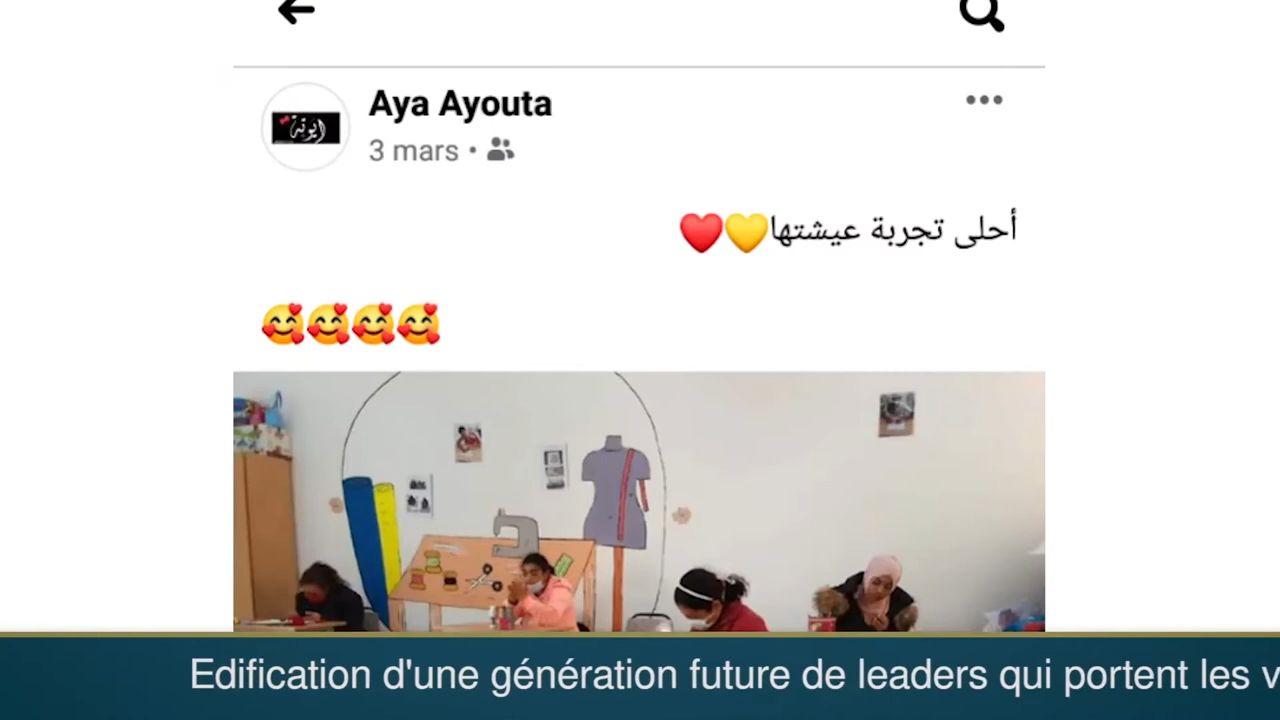 Aya Ayouta
3 mars
أحلى تجربة عيشتها💛❤️
🥰🥰🥰🥰
Edification d'une génération future de leaders qui portent les v